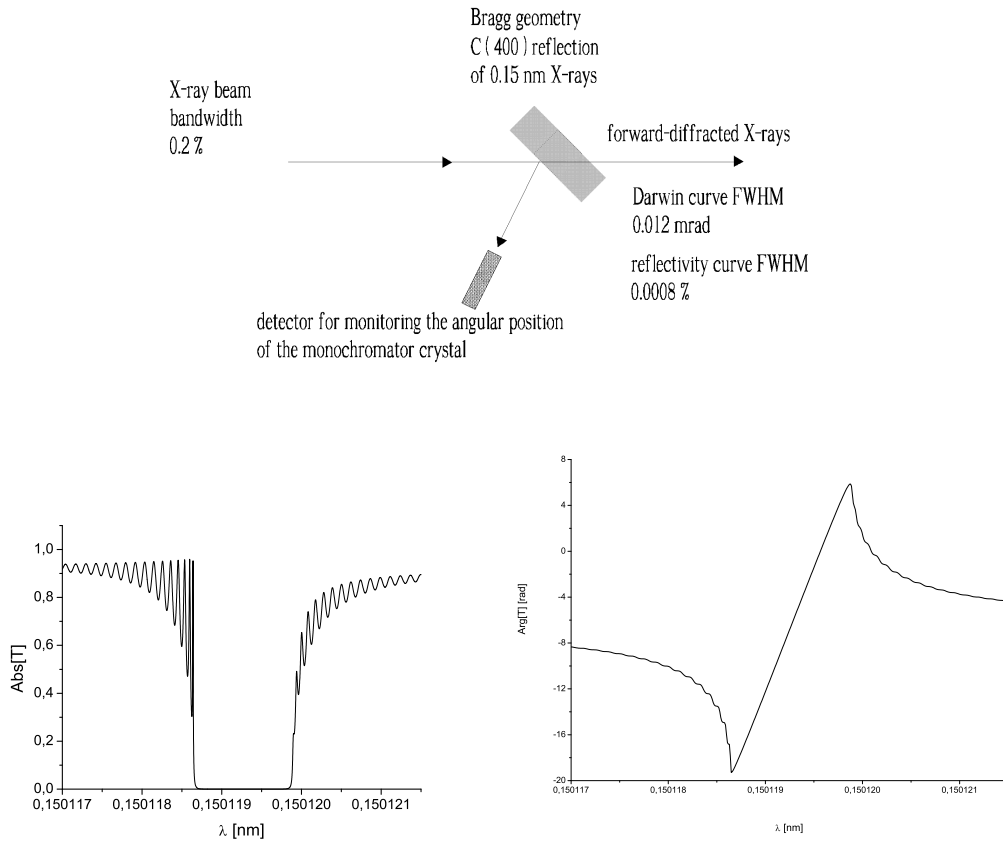 Bragg geometry
C ( 400 ) reflection
of 0.15 nm X-rays
X-ray beam
bandwidth
0.2 %
forward-diffracted X-rays
Darwin curve FWHM
0.012 mrad
reflectivity curve FWHM
0.0008 %
detector for monitoring the angular position
of the monochromator crystal
1,0
0,8
0,6
0,4
0,2
0,0
Abs[T]
0,150117 0,150118 0,150119 0,150120 0,150121
λ [nm]
8
4
0
-4
-8
-12
-16
-20
Arg[T] [rad]
0,150117 0,150118 0,150119 0,150120 0,150121
λ [nm]